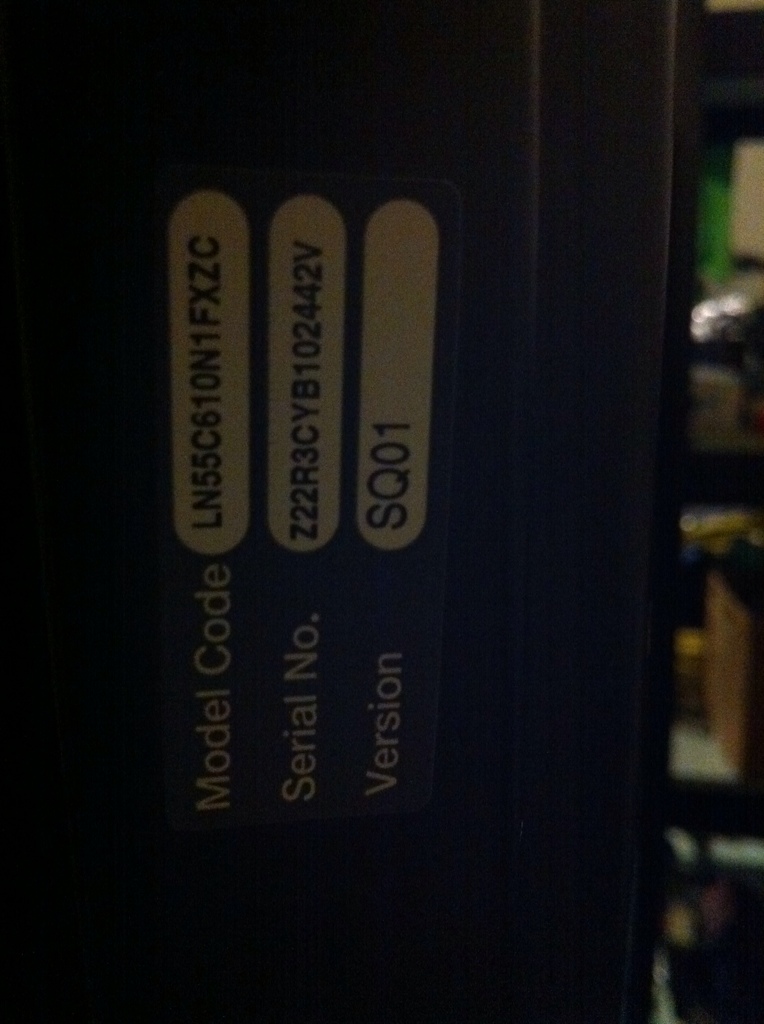 Model Code LN55C610N1FXZC
Serial No. Z22R3CYB102442V
Version SQ01